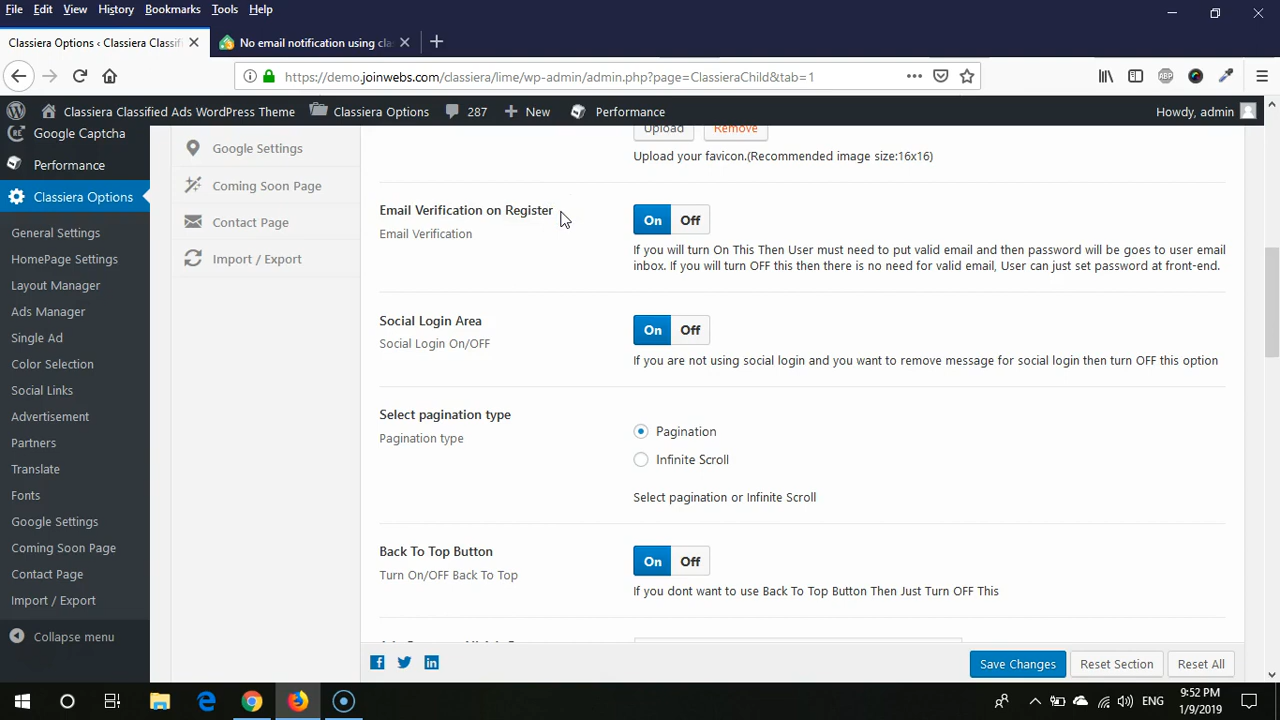 File Edit View History Bookmarks Tools Help
Classiera Options ‹ Classiera Classif
No email notification using cla
https://demo.joinwebs.com/classiera/lime/wp-admin/admin.php?page=ClassieraChild&tab=1
ABP
Classiera Classified Ads WordPress Theme Classiera Options 287 New Performance Howdy, admin
Google Captcha
Performance
Classiera Options
General Settings
HomePage Settings
Layout Manager
Ads Manager
Single Ad
Color Selection
Social Links
Advertisement
Partners
Translate
Fonts
Google Settings
Coming Soon Page
Contact Page
Import / Export
Collapse menu
Google Settings
Coming Soon Page
Contact Page
Import / Export
Upload Remove
Upload your favicon.(Recommended image size:16x16)
Email Verification on Register
Email Verification
On Off
If you will turn On This Then User must need to put valid email and then password will be goes to user email
inbox. If you will turn OFF this then there is no need for valid email, User can just set password at front-end.
Social Login Area
Social Login On/OFF
On Off
If you are not using social login and you want to remove message for social login then turn OFF this option
Select pagination type
Pagination type
Pagination
Infinite Scroll
Select pagination or Infinite Scroll
Back To Top Button
Turn On/OFF Back To Top
On Off
If you dont want to use Back To Top Button Then Just Turn OFF This
Save Changes Reset Section Reset All
ENG
9:52 PM
1/9/2019